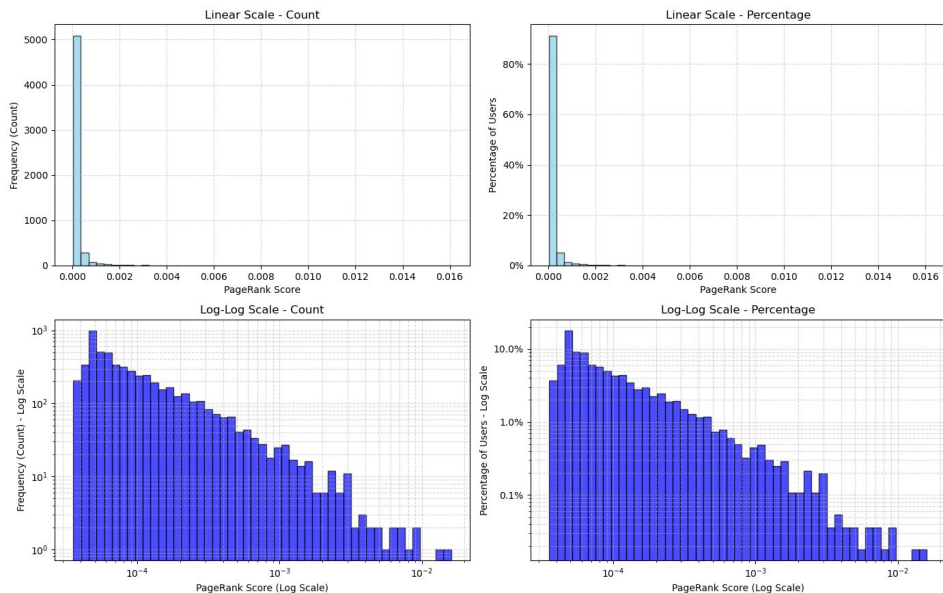 Linear Scale - Count
Frequency (Count)
5000
4000
3000
2000
1000
0
0.000 0.002 0.004 0.006 0.008 0.010 0.012 0.014 0.016
PageRank Score
Linear Scale - Percentage
Percentage of Users
80%
60%
40%
20%
0%
0.000 0.002 0.004 0.006 0.008 0.010 0.012 0.014 0.016
PageRank Score
Log-Log Scale - Count
Frequency (Count) - Log Scale
10³
10²
10¹
10⁰
10⁻⁴ 10⁻³ 10⁻²
PageRank Score (Log Scale)
Log-Log Scale - Percentage
Percentage of Users - Log Scale
10.0%
1.0%
0.1%
10⁻⁴ 10⁻³ 10⁻²
PageRank Score (Log Scale)